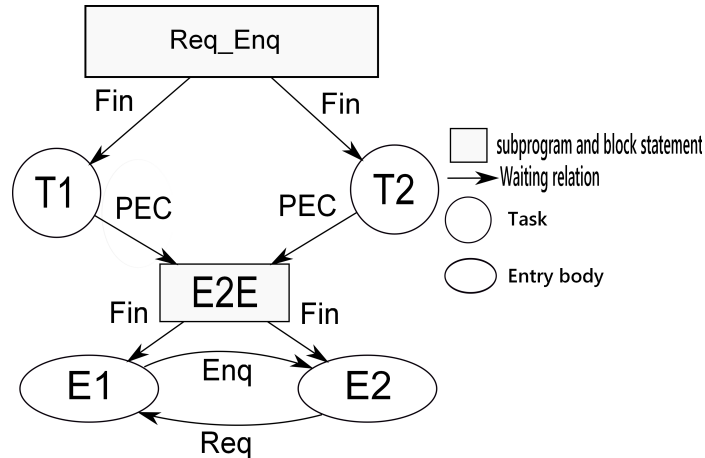 Req_Enq
Fin
Fin
T1
T2
PEC
PEC
E2E
Fin
Fin
E1
Enq
E2
Req
subprogram and block statement
Waiting relation
Task
Entry body